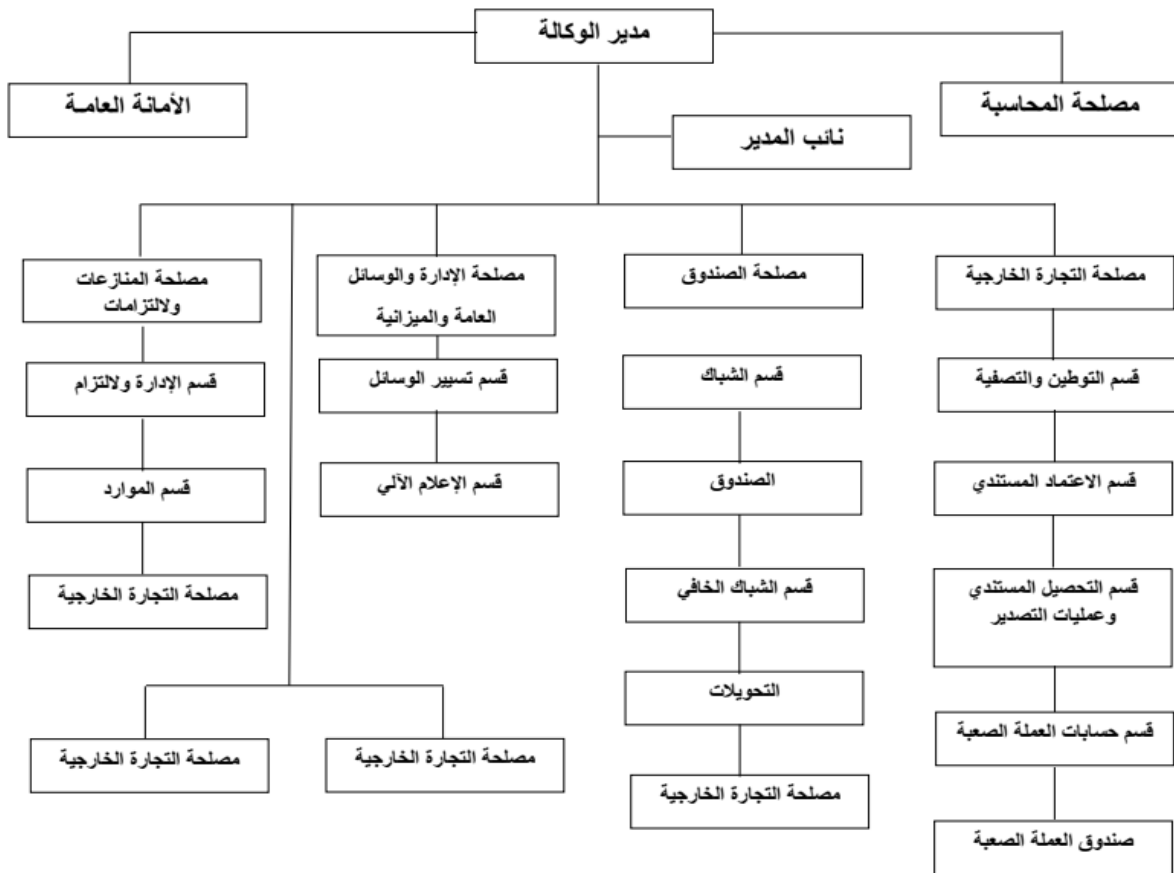 مدير الوكالة
مصلحة المحاسبة
الأمانة العامـة
نائب المدير
مصلحة التجارة الخارجية
قسم التوطين والتصفية
قسم الاعتماد المستندي
قسم التحصيل المستندي
وعمليات التصدير
قسم حسابات العملة الصعبة
صندوق العملة الصعبة
مصلحة الصندوق
قسم الشباك
الصندوق
قسم الشباك الخافي
التحويلات
مصلحة التجارة الخارجية
مصلحة الإدارة والوسائل
العامة والميزانية
قسم تسيير الوسائل
قسم الإعلام الآلي
مصلحة المنازعات
ولالتزامات
قسم الإدارة ولالتزام
قسم الموارد
مصلحة التجارة الخارجية
مصلحة التجارة الخارجية
مصلحة التجارة الخارجية